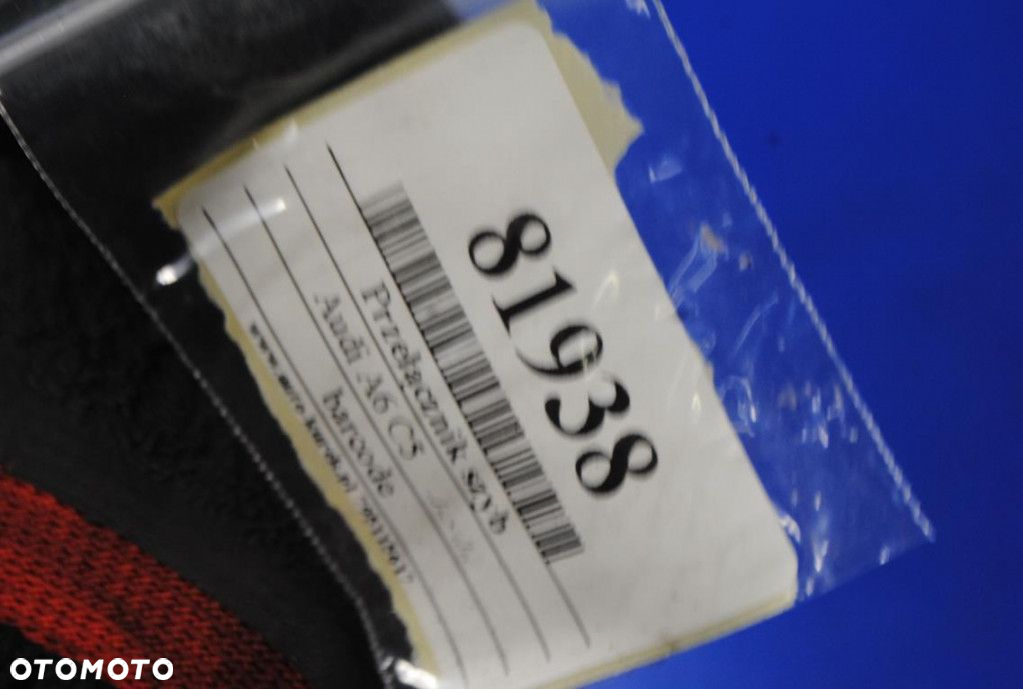 81938
Przełącznik szyb
Audi A6 C5
barcode
OTOMOTO